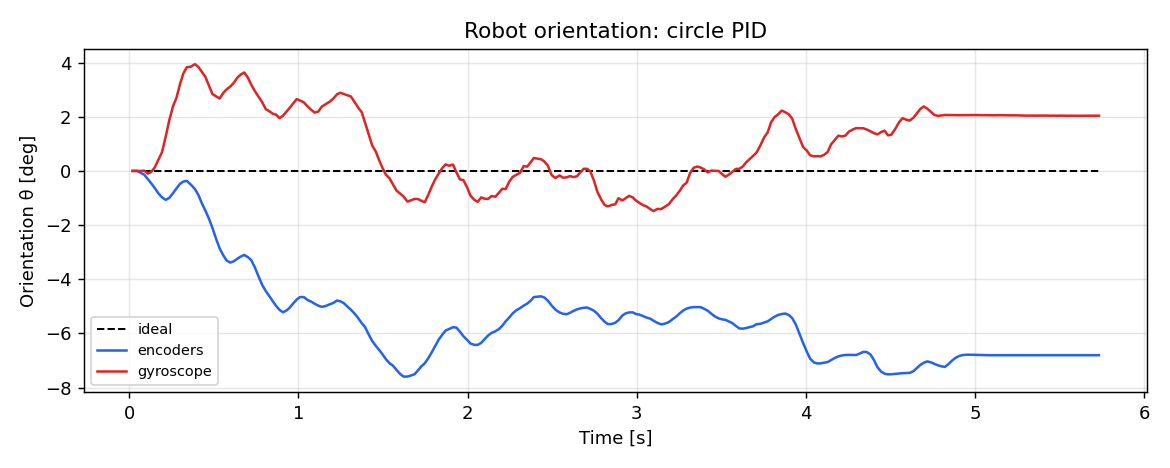 Robot orientation: circle PID
Orientation θ [deg]
4
2
0
−2
−4
−6
−8
ideal
encoders
gyroscope
0 1 2 3 4 5 6
Time [s]